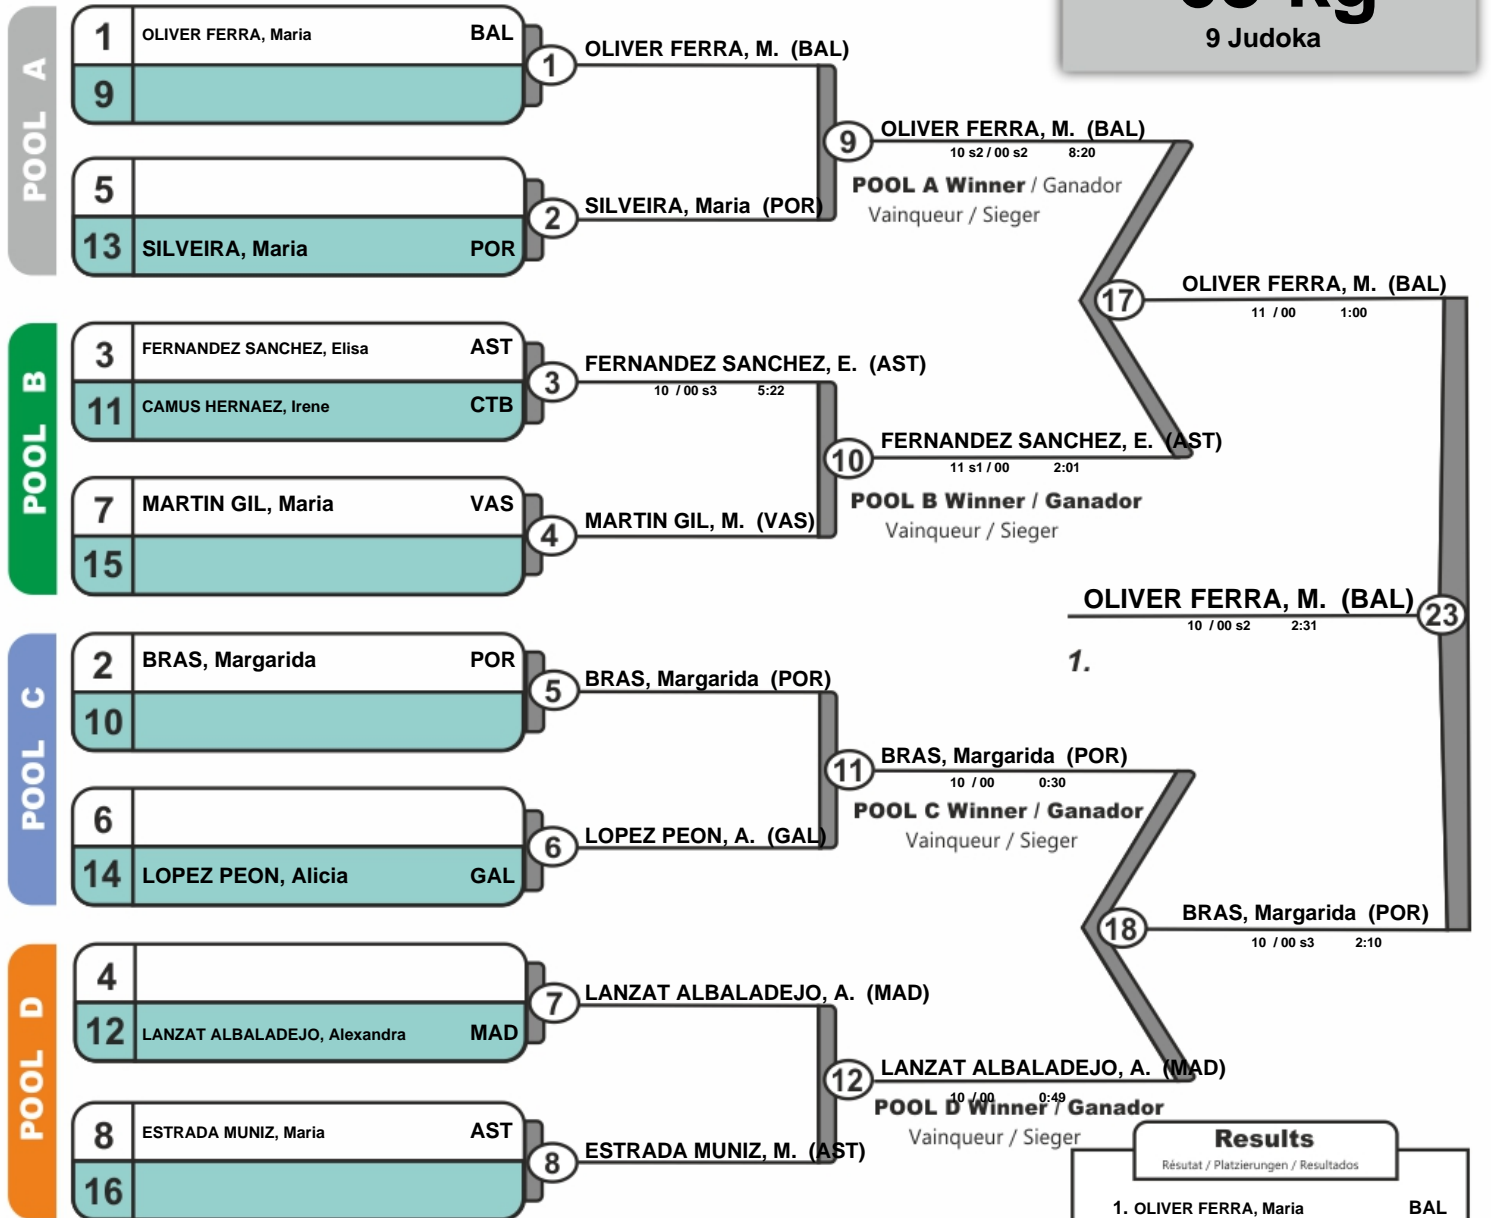 9 Judoka
POOL A
1 OLIVER FERRA, Maria BAL
9
1
OLIVER FERRA, M. (BAL)
5
13 SILVEIRA, Maria POR
2
SILVEIRA, Maria (POR)
9
OLIVER FERRA, M. (BAL)
10 s2 / 00 s2 8:20
POOL A Winner / Ganador
Vainqueur / Sieger
POOL B
3 FERNANDEZ SANCHEZ, Elisa AST
11 CAMUS HERNAEZ, Irene CTB
3
FERNANDEZ SANCHEZ, E. (AST)
10 / 00 s3 5:22
7 MARTIN GIL, Maria VAS
15
4
MARTIN GIL, M. (VAS)
10
FERNANDEZ SANCHEZ, E. (AST)
11 s1 / 00 2:01
POOL B Winner / Ganador
Vainqueur / Sieger
17
OLIVER FERRA, M. (BAL)
11 / 00 1:00
OLIVER FERRA, M. (BAL)
23
10 / 00 s2 2:31
1.
POOL C
2 BRAS, Margarida POR
10
5
BRAS, Margarida (POR)
6
14 LOPEZ PEON, Alicia GAL
6
LOPEZ PEON, A. (GAL)
11
BRAS, Margarida (POR)
10 / 00 0:30
POOL C Winner / Ganador
Vainqueur / Sieger
18
BRAS, Margarida (POR)
10 / 00 s3 2:10
POOL D
4
12 LANZAT ALBALADEJO, Alexandra MAD
7
LANZAT ALBALADEJO, A. (MAD)
8 ESTRADA MUNIZ, Maria AST
16
8
ESTRADA MUNIZ, M. (AST)
12
LANZAT ALBALADEJO, A. (MAD)
10 / 00 0:49
POOL D Winner / Ganador
Vainqueur / Sieger
Results
Résutat / Platzierungen / Resultados
1. OLIVER FERRA, Maria BAL